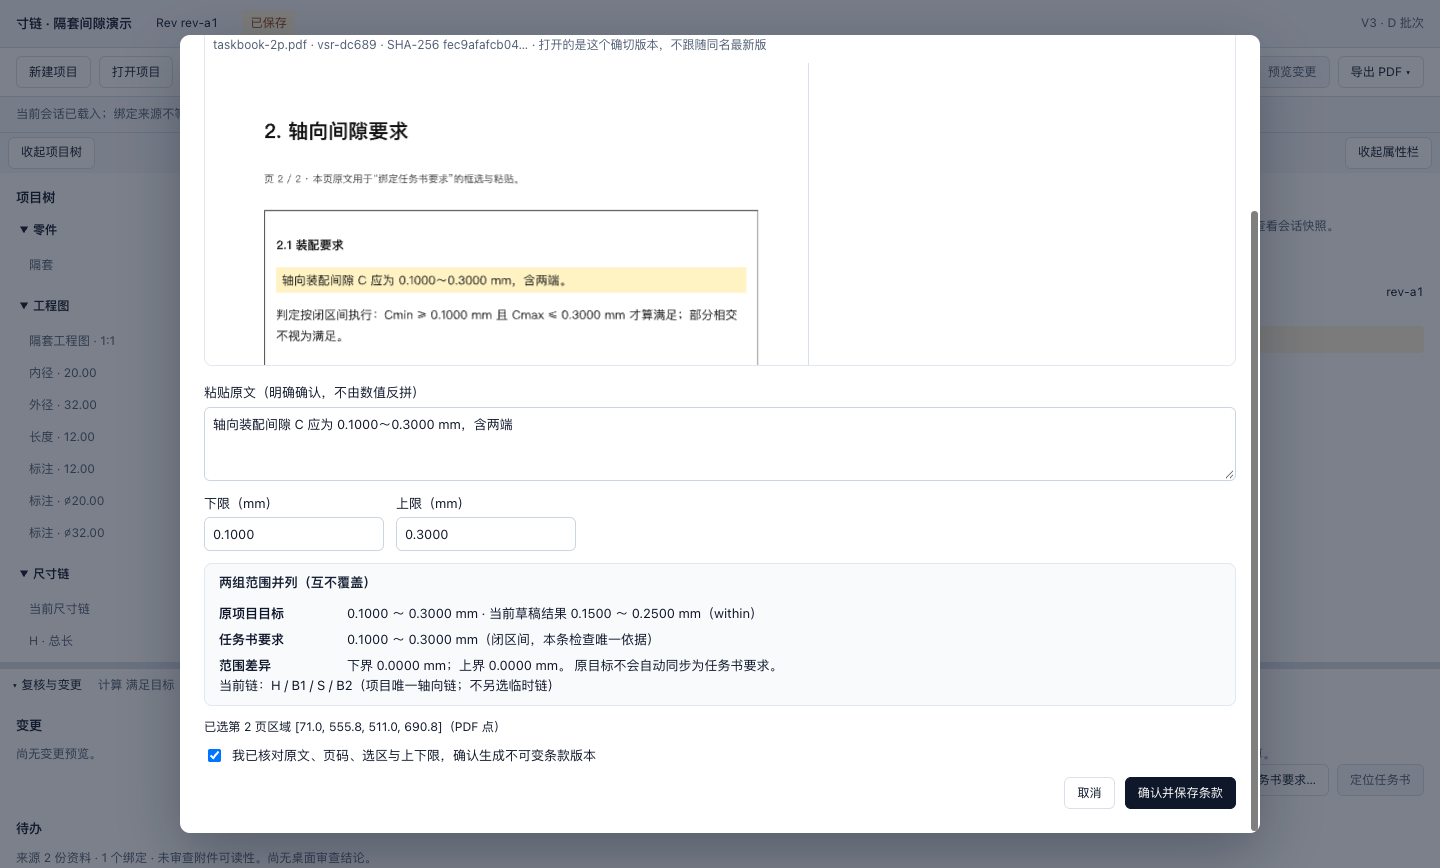 寸链 · 隔套间隙演示 Rev rev-a1 已保存 V3 · D 批次
新建项目 打开项目 预览变更 导出 PDF
当前会话已载入；绑定来源不
收起项目树 收起属性栏
项目树
▼ 零件
隔套
▼ 工程图
隔套工程图 · 1:1
内径 · 20.00
外径 · 32.00
长度 · 12.00
标注 · 12.00
标注 · ⌀20.00
标注 · ⌀32.00
▼ 尺寸链
当前尺寸链
H · 总长
复核与变更 计算 满足目标
变更
尚无变更预览。
待办
来源 2 份资料 · 1 个绑定 · 未审查附件可读性。尚无桌面审查结论。
看会话快照。
rev-a1
务书要求… 定位任务书
taskbook-2p.pdf · vsr-dc689 · SHA-256 fec9afafcb04... · 打开的是这个确切版本，不跟随同名最新版
2. 轴向间隙要求
页 2 / 2 · 本页原文用于“绑定任务书要求”的框选与粘贴。
2.1 装配要求
轴向装配间隙 C 应为 0.1000～0.3000 mm，含两端。
判定按闭区间执行：Cmin ≥ 0.1000 mm 且 Cmax ≤ 0.3000 mm 才算满足；部分相交
不视为满足。
粘贴原文（明确确认，不由数值反拼）
轴向装配间隙 C 应为 0.1000～0.3000 mm，含两端
下限（mm） 上限（mm）
0.1000 0.3000
两组范围并列（互不覆盖）
原项目目标 0.1000 ～ 0.3000 mm · 当前草稿结果 0.1500 ～ 0.2500 mm（within）
任务书要求 0.1000 ～ 0.3000 mm（闭区间，本条检查唯一依据）
范围差异 下界 0.0000 mm；上界 0.0000 mm。 原目标不会自动同步为任务书要求。
当前链：H / B1 / S / B2（项目唯一轴向链；不另选临时链）
已选第 2 页区域 [71.0, 555.8, 511.0, 690.8]（PDF 点）
我已核对原文、页码、选区与上下限，确认生成不可变条款版本
取消 确认并保存条款